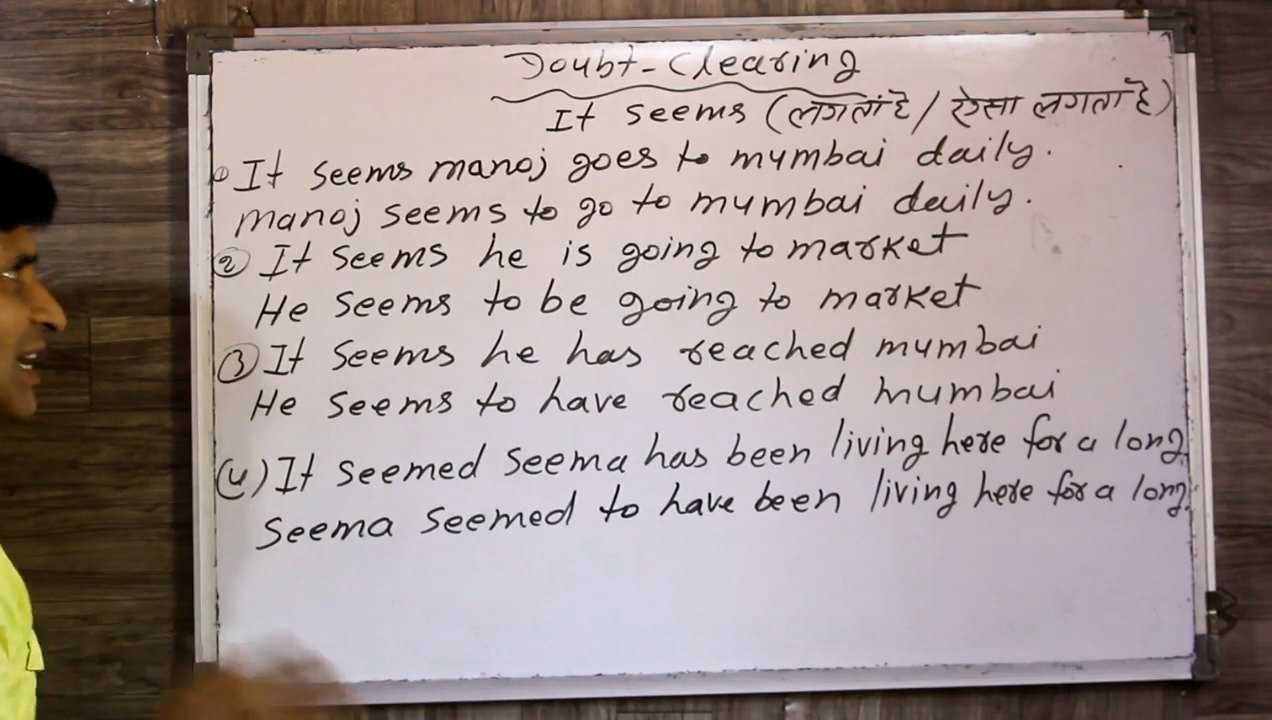 Doubt-Clearing
It seems (लगता है / ऐसा लगता है)
① It seems manoj goes to mumbai daily.
manoj seems to go to mumbai daily.
② It seems he is going to market
He seems to be going to market
③ It seems he has reached mumbai
He seems to have reached mumbai
(4) It seemed seema has been living here for a long.
Seema seemed to have been living here for a long.